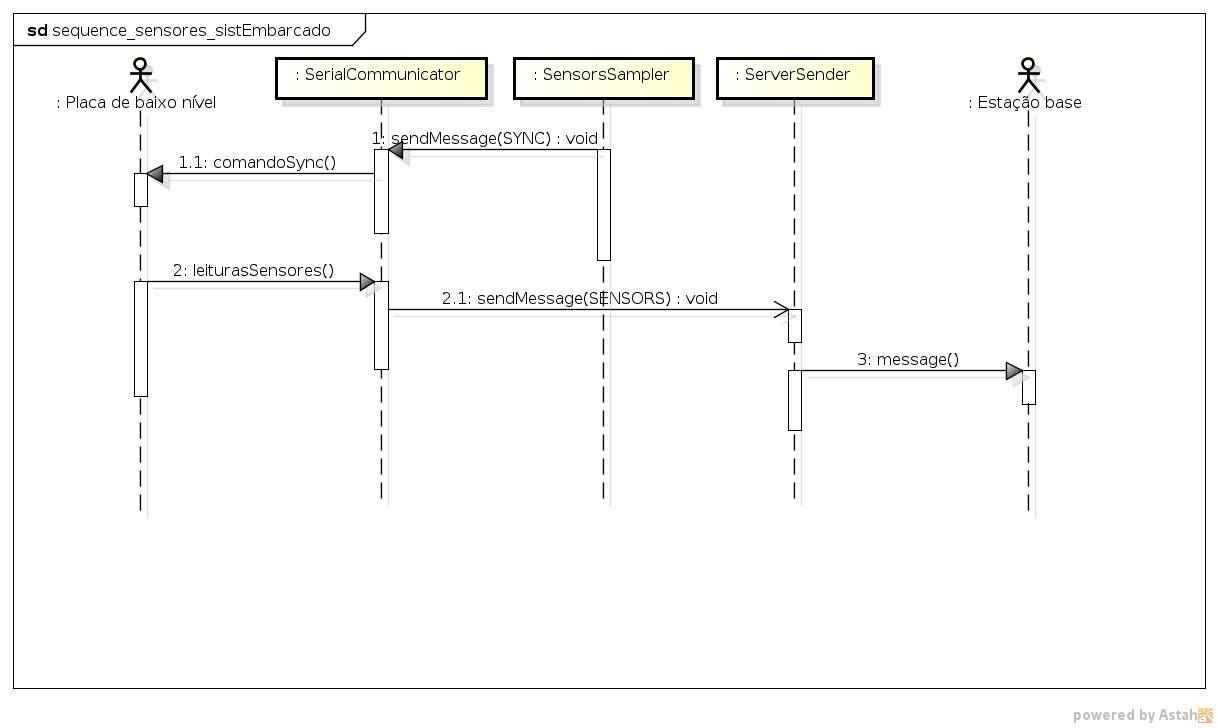 sd sequence_sensores_sistEmbarcado
: Placa de baixo nível
: SerialCommunicator
: SensorsSampler
: ServerSender
: Estação base
1: sendMessage(SYNC) : void
1.1: comandoSync()
2: leiturasSensores()
2.1: sendMessage(SENSORS) : void
3: message()
powered by Astah